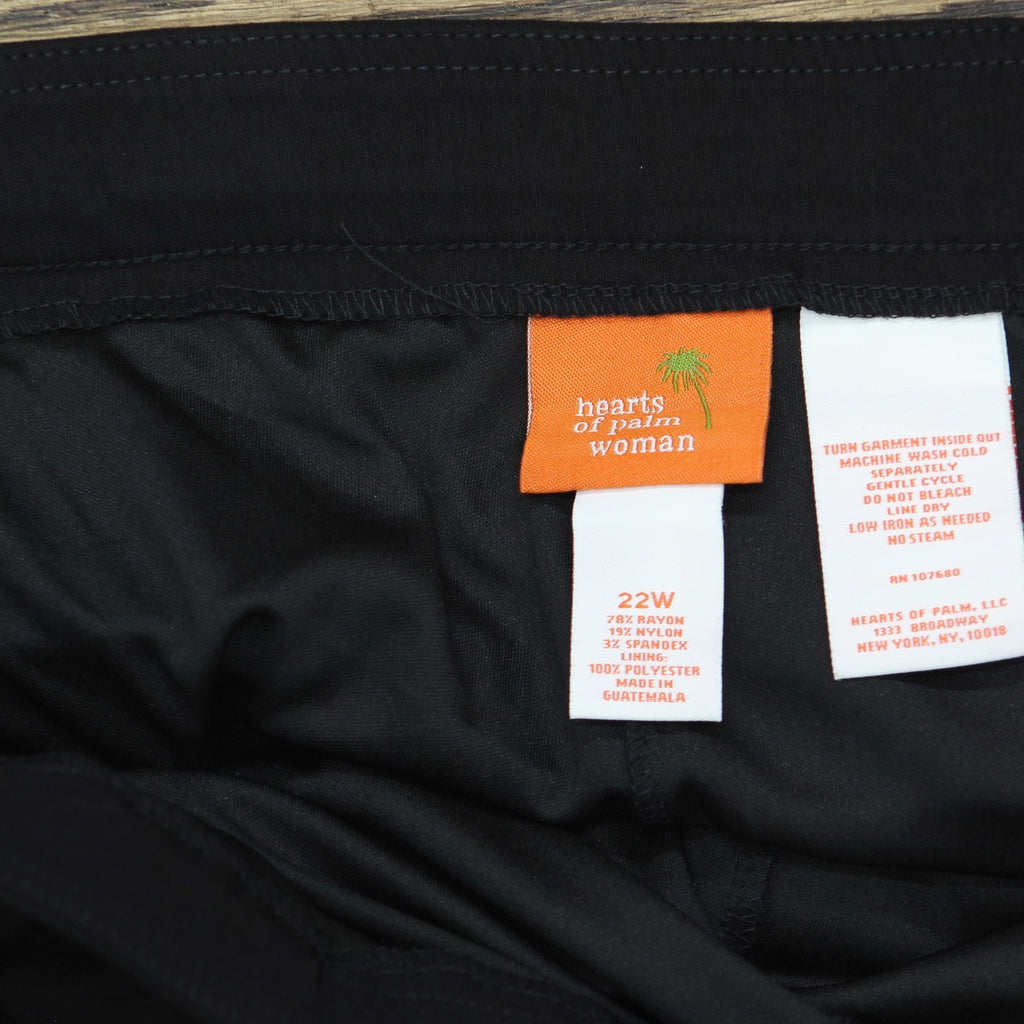 hearts
of palm
woman
22W
78% RAYON
19% NYLON
3% SPANDEX
LINING:
100% POLYESTER
MADE IN
GUATEMALA
TURN GARMENT INSIDE OUT
MACHINE WASH COLD
SEPARATELY
GENTLE CYCLE
DO NOT BLEACH
LINE DRY
LOW IRON AS NEEDED
NO STEAM
RN 107680
HEARTS OF PALM, LLC
1333 BROADWAY
NEW YORK, NY, 10018